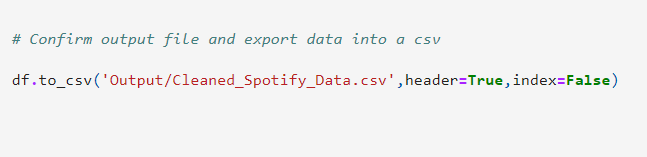 # Confirm output file and export data into a csv
df.to_csv('Output/Cleaned_Spotify_Data.csv',header=True,index=False)